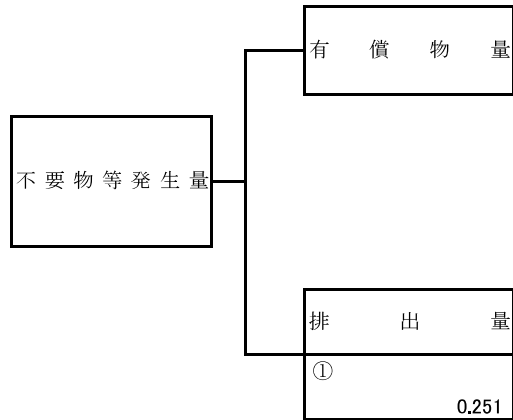 有償物量
不要物等発生量
排出量
①
0.251